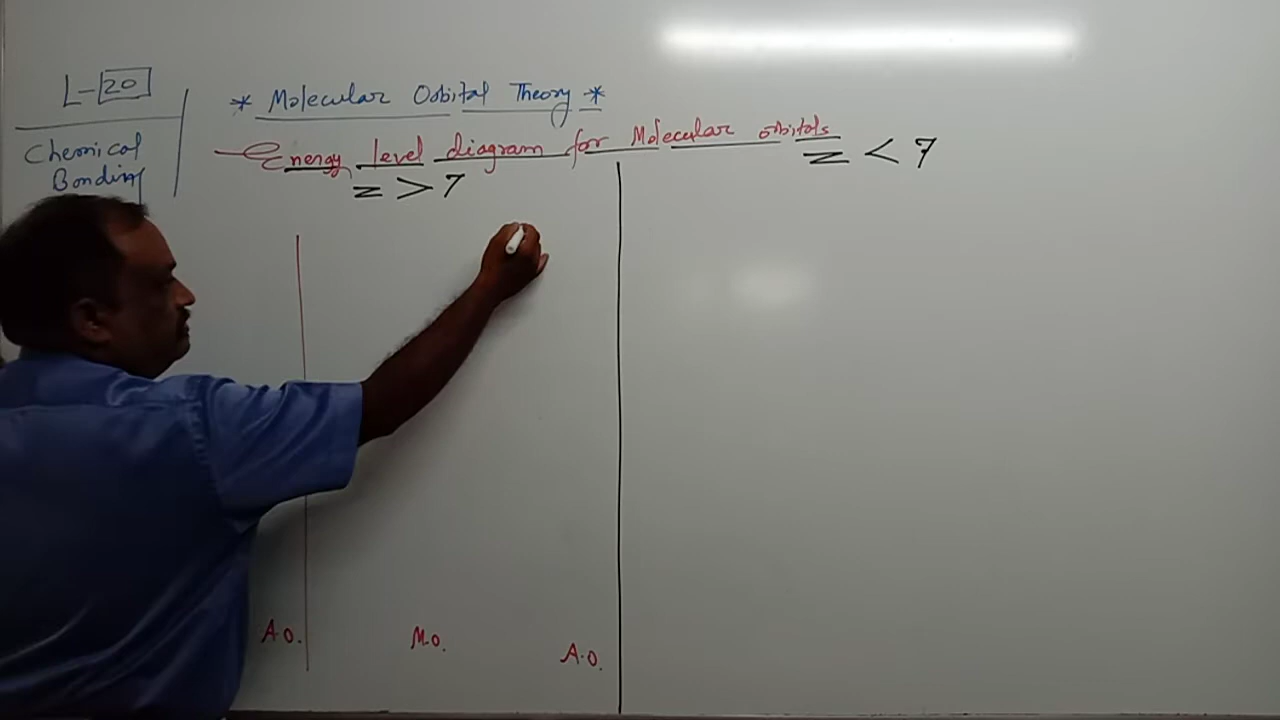 L-20
Chemical
Bonding
* Molecular Orbital Theory *
Energy level diagram for Molecular orbitals
z > 7
z < 7
A.O.
M.O.
A.O.